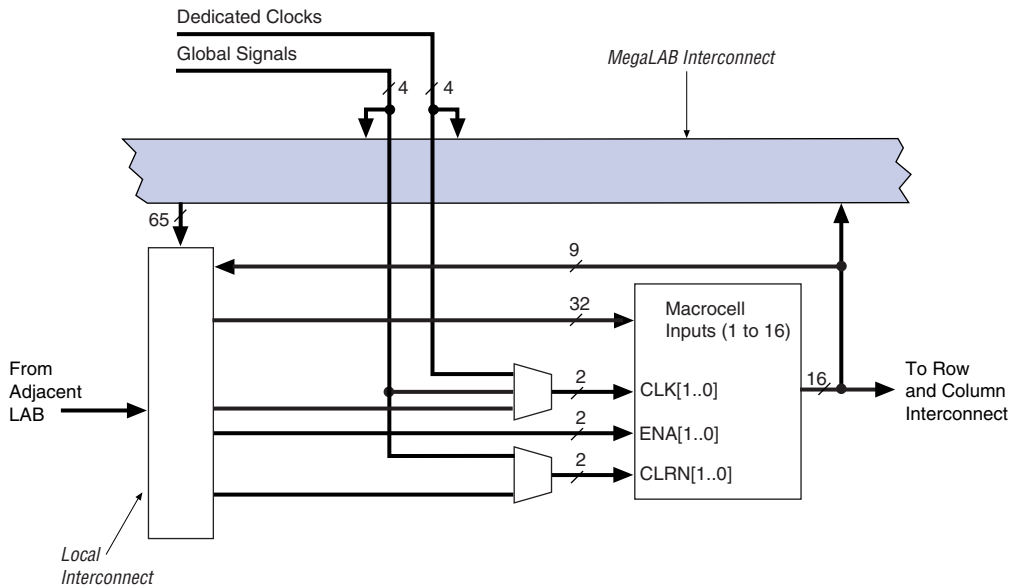 Dedicated Clocks
Global Signals
MegaLAB Interconnect
4
4
65
9
32
Macrocell
Inputs (1 to 16)
From
Adjacent
LAB
2
CLK[1..0]
16
To Row
and Column
Interconnect
2
ENA[1..0]
2
CLRN[1..0]
Local
Interconnect